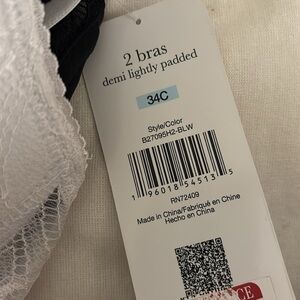 2 bras
demi lightly padded
34C
Style/Color
B27095H2-BLW
1 96018 54513 5
RN72409
Made in China/Fabriqué en Chine
Hecho en China